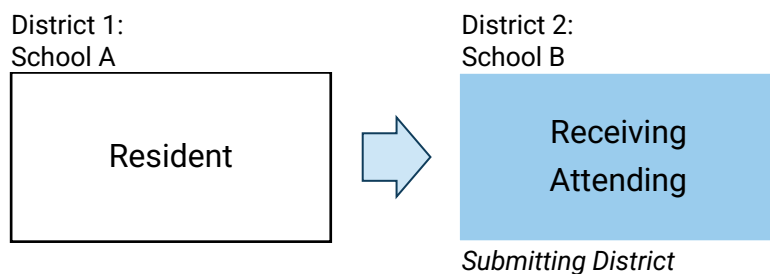 District 1:
School A
Resident
District 2:
School B
Receiving
Attending
Submitting District